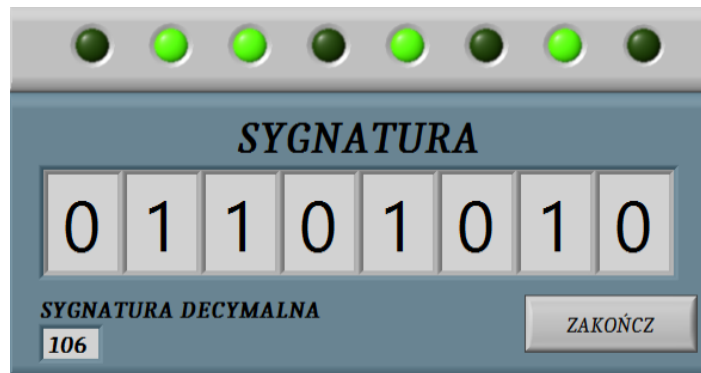 SYGNATURA
0 1 1 0 1 0 1 0
SYGNATURA DECYMALNA
106
ZAKOŃCZ